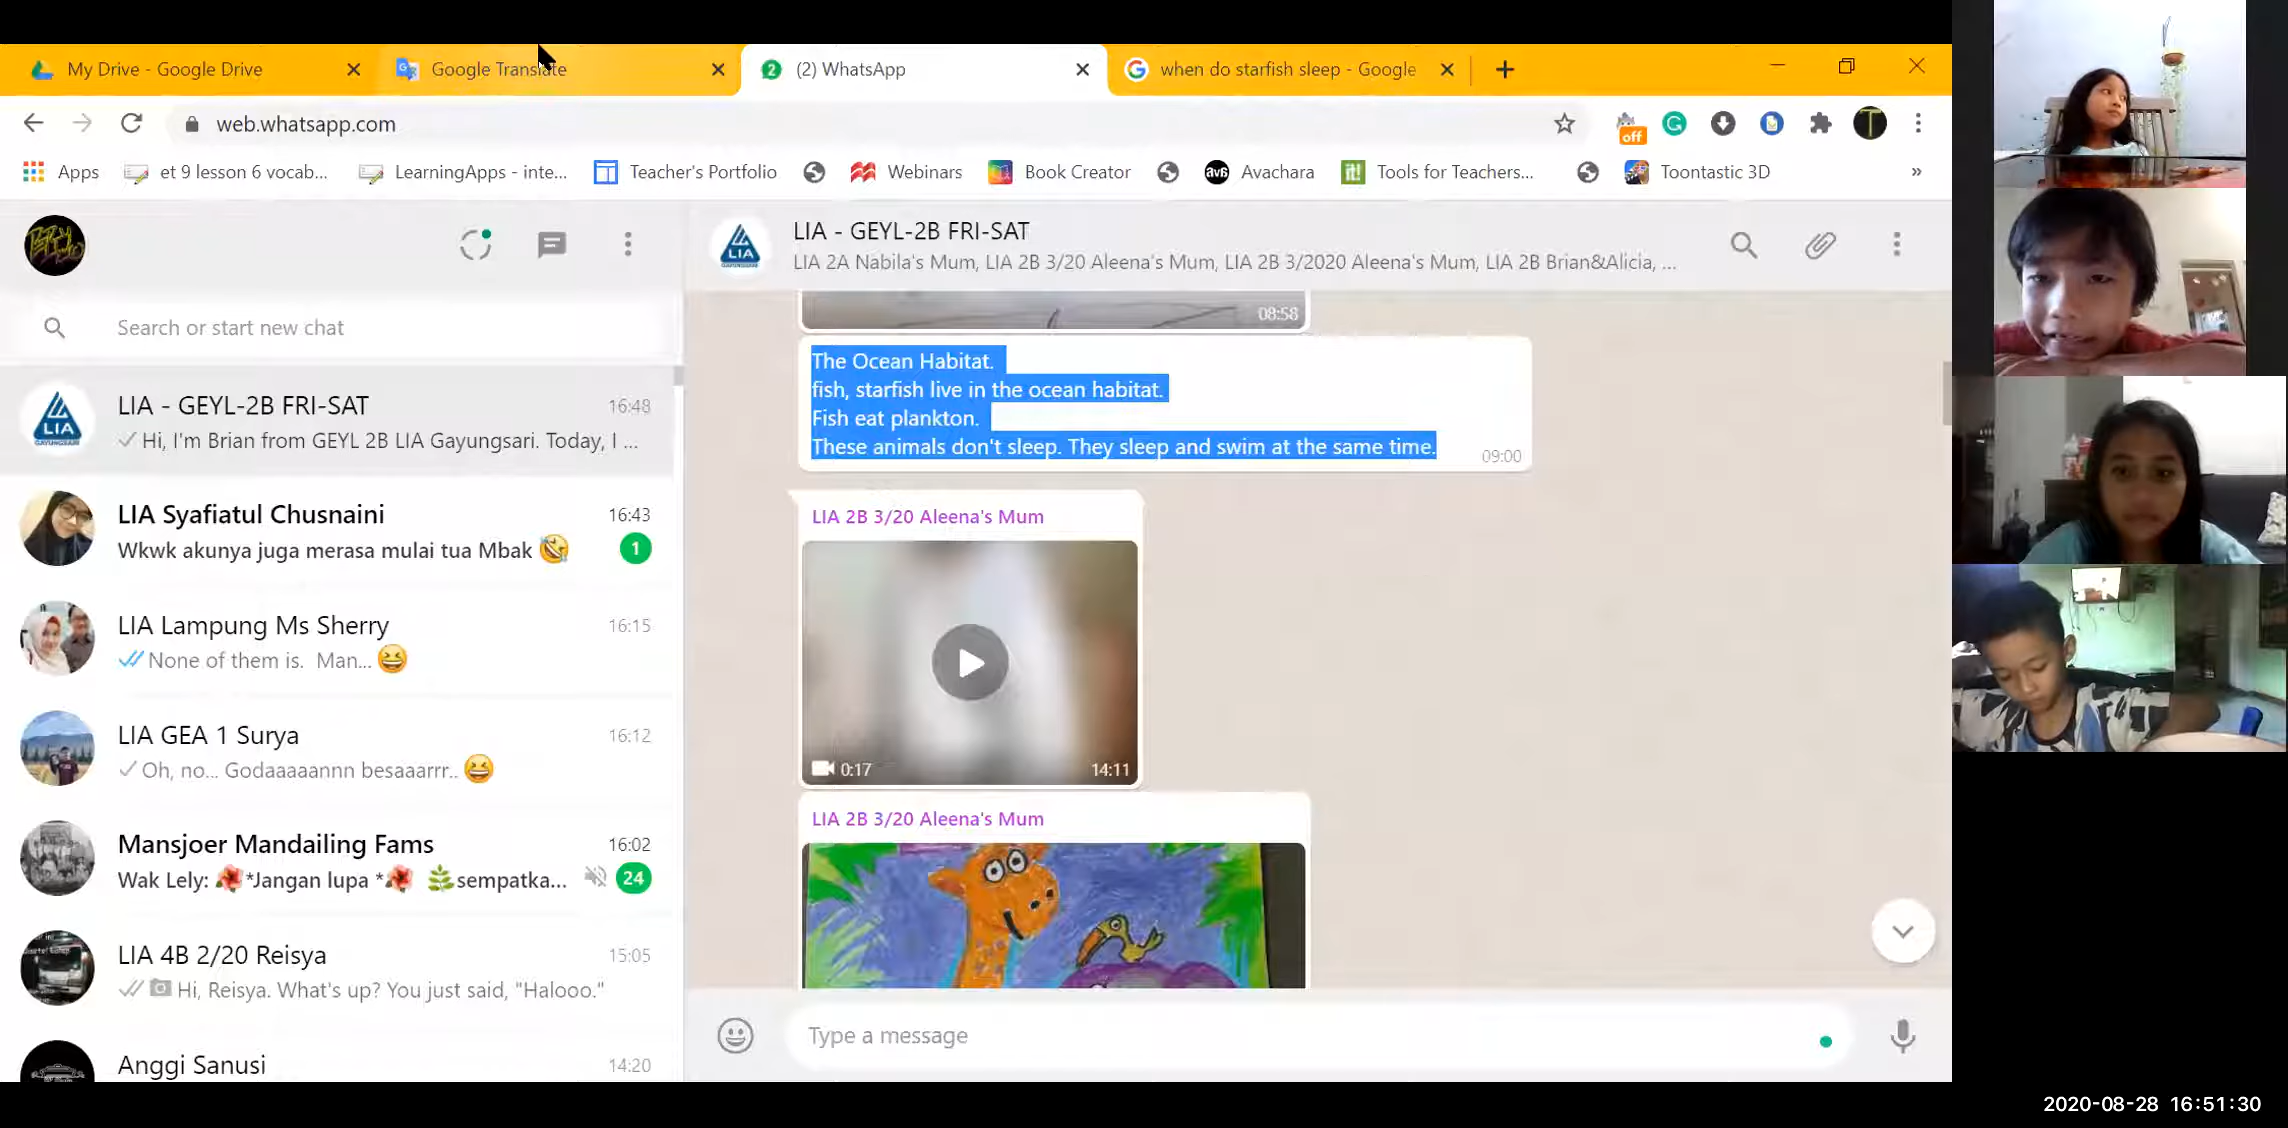 My Drive - Google Drive
Google Translate
(2) WhatsApp
when do starfish sleep - Google
web.whatsapp.com
off
Apps
et 9 lesson 6 vocab...
LearningApps - inte...
Teacher's Portfolio
Webinars
Book Creator
Avachara
Tools for Teachers...
Toontastic 3D
»
LIA - GEYL-2B FRI-SAT
LIA 2A Nabila's Mum, LIA 2B 3/20 Aleena's Mum, LIA 2B 3/2020 Aleena's Mum, LIA 2B Brian&Alicia, ...
Search or start new chat
LIA - GEYL-2B FRI-SAT
16:48
Hi, I'm Brian from GEYL 2B LIA Gayungsari. Today, I ...
LIA Syafiatul Chusnaini
16:43
Wkwk akunya juga merasa mulai tua Mbak 🤣
1
LIA Lampung Ms Sherry
16:15
None of them is. Man... 😆
LIA GEA 1 Surya
16:12
Oh, no... Godaaaaannn besaaarrr.. 😆
Mansjoer Mandailing Fams
16:02
Wak Lely: 🌺*Jangan lupa *🌺 🌿sempatka...
24
LIA 4B 2/20 Reisya
15:05
Hi, Reisya. What's up? You just said, "Halooo."
Anggi Sanusi
14:20
08:58
The Ocean Habitat.
fish, starfish live in the ocean habitat.
Fish eat plankton.
These animals don't sleep. They sleep and swim at the same time.
09:00
LIA 2B 3/20 Aleena's Mum
0:17
14:11
LIA 2B 3/20 Aleena's Mum
Type a message
LIA
LIA
2020-08-28 16:51:30